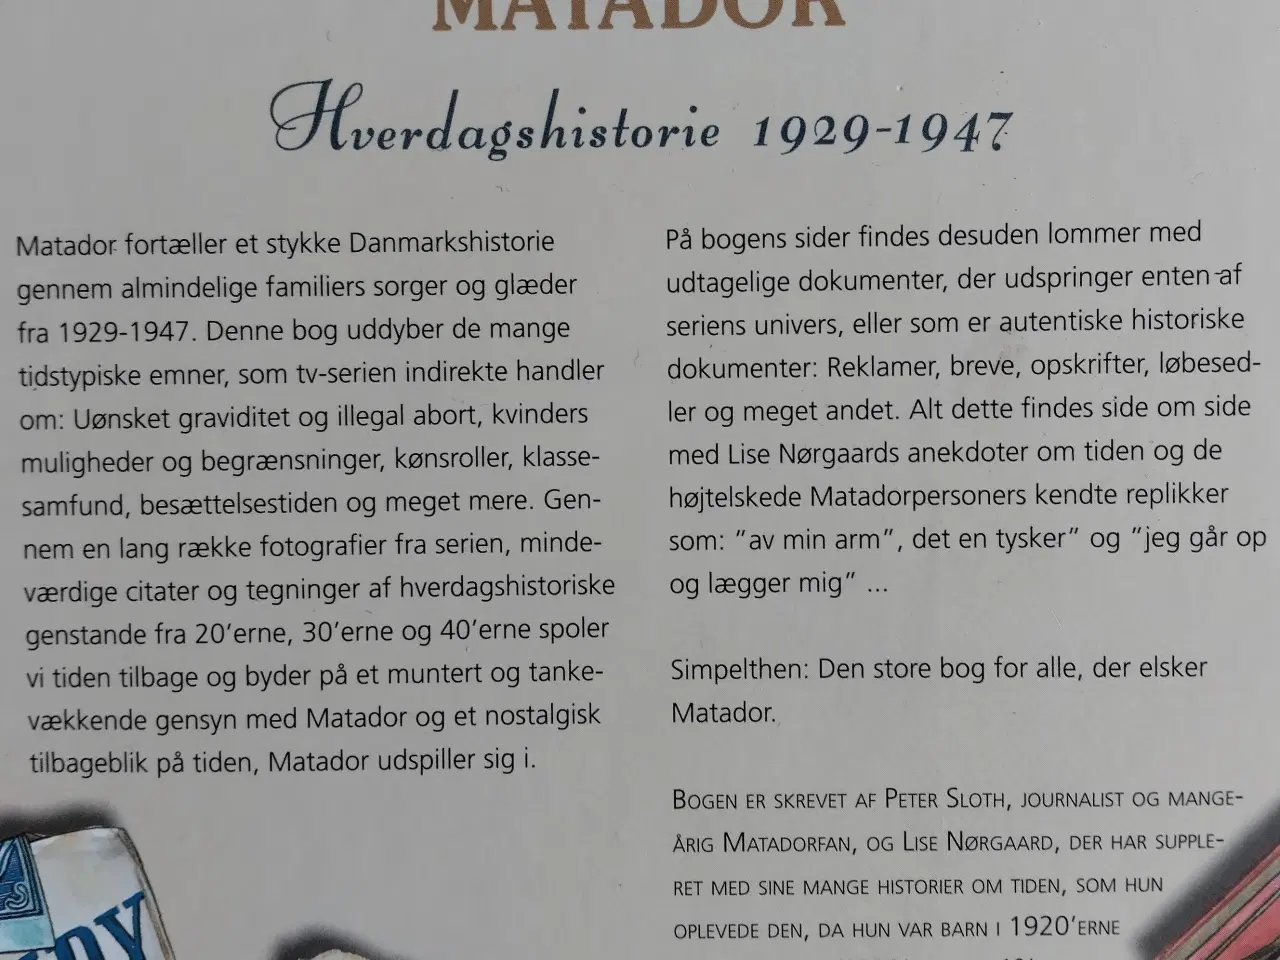 MATADOR
Hverdagshistorie 1929-1947
Matador fortæller et stykke Danmarkshistorie
gennem almindelige familiers sorger og glæder
fra 1929-1947. Denne bog uddyber de mange
tidstypiske emner, som tv-serien indirekte handler
om: Uønsket graviditet og illegal abort, kvinders
muligheder og begrænsninger, kønsroller, klasse-
samfund, besættelsestiden og meget mere. Gen-
nem en lang række fotografier fra serien, minde-
værdige citater og tegninger af hverdagshistoriske
genstande fra 20'erne, 30'erne og 40'erne spoler
vi tiden tilbage og byder på et muntert og tanke-
vækkende gensyn med Matador og et nostalgisk
tilbageblik på tiden, Matador udspiller sig i.
På bogens sider findes desuden lommer med
udtagelige dokumenter, der udspringer enten af
seriens univers, eller som er autentiske historiske
dokumenter: Reklamer, breve, opskrifter, løbesed-
ler og meget andet. Alt dette findes side om side
med Lise Nørgaards anekdoter om tiden og de
højtelskede Matadorpersoners kendte replikker
som: "av min arm", det en tysker" og "jeg går op
og lægger mig" ...
Simpelthen: Den store bog for alle, der elsker
Matador.
BOGEN ER SKREVET AF PETER SLOTH, JOURNALIST OG MANGE-
ÅRIG MATADORFAN, OG LISE NØRGAARD, DER HAR SUPPLE-
RET MED SINE MANGE HISTORIER OM TIDEN, SOM HUN
OPLEVEDE DEN, DA HUN VAR BARN I 1920'ERNE